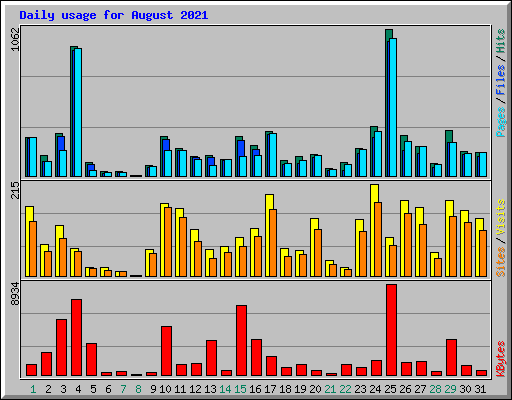 Daily usage for August 2021
1062
Pages / Files / Hits
215
Sites / Visits
8934
KBytes
1 2 3 4 5 6 7 8 9 10 11 12 13 14 15 16 17 18 19 20 21 22 23 24 25 26 27 28 29 30 31